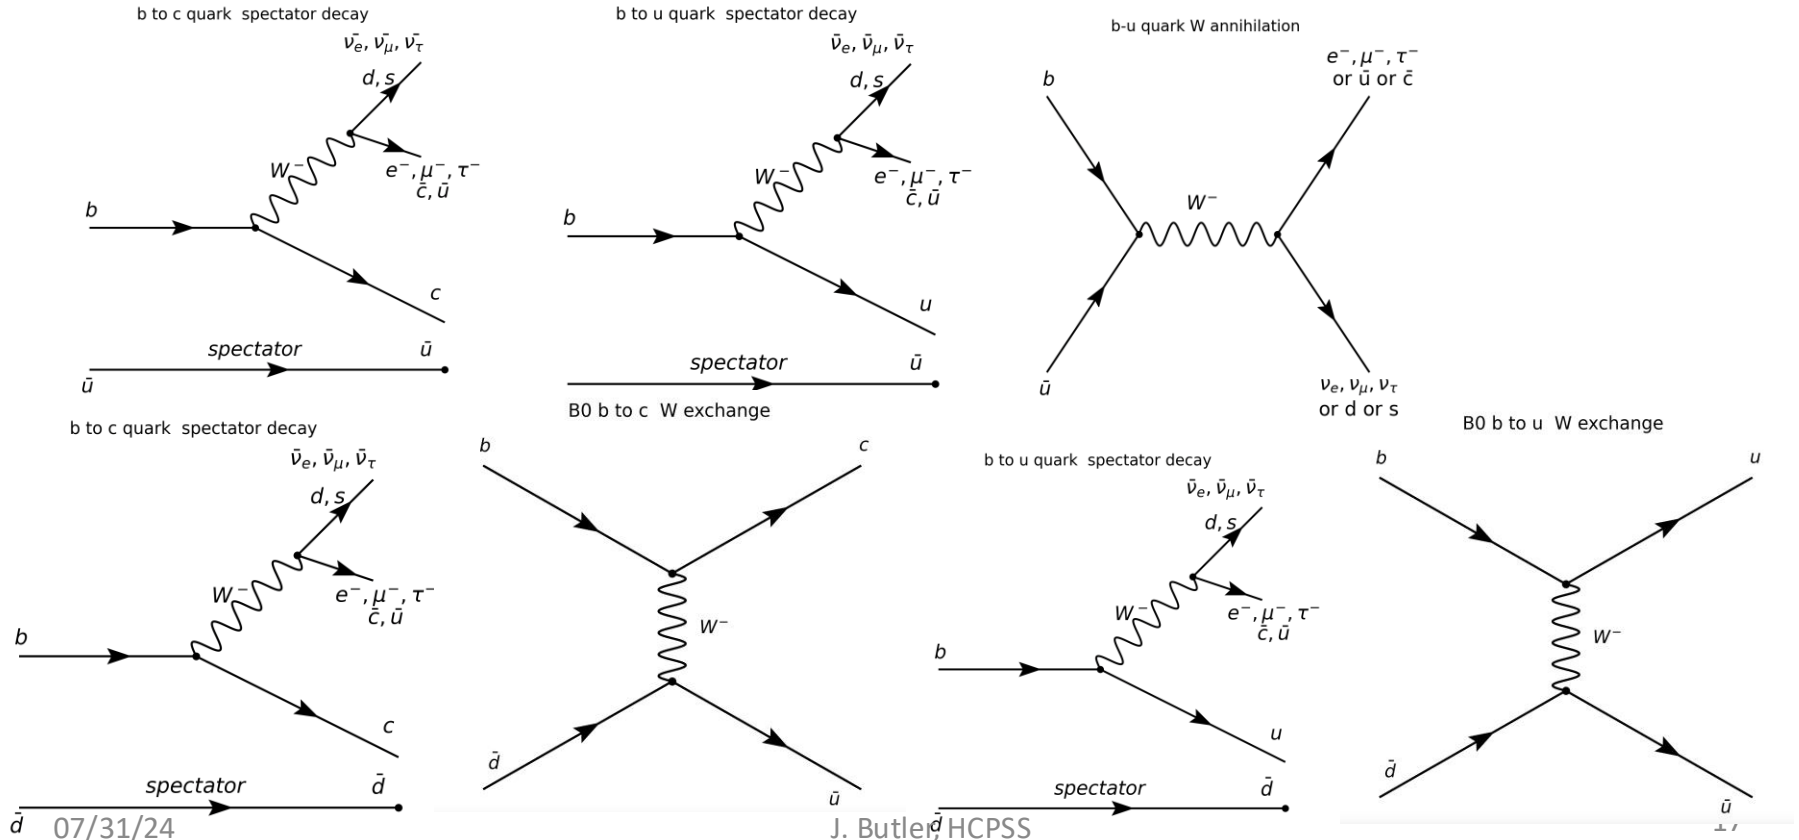 b to c quark spectator decay
ν̄e, ν̄μ, ν̄τ
d, s
W⁻
e⁻, μ⁻, τ⁻
c̄, ū
b
c
spectator
ū
ū
b to u quark spectator decay
ν̄e, ν̄μ, ν̄τ
d, s
W⁻
e⁻, μ⁻, τ⁻
c̄, ū
b
u
spectator
ū
b-u quark W annihilation
e⁻, μ⁻, τ⁻
or ū or c̄
b
W⁻
ū
νe, νμ, ντ
or d or s
b to c quark spectator decay
ν̄e, ν̄μ, ν̄τ
d, s
W⁻
e⁻, μ⁻, τ⁻
c̄, ū
b
c
spectator
d̄
d̄
B0 b to c W exchange
b
c
W⁻
d̄
ū
b to u quark spectator decay
ν̄e, ν̄μ, ν̄τ
d, s
W⁻
e⁻, μ⁻, τ⁻
c̄, ū
b
u
spectator
d̄
d̄
B0 b to u W exchange
b
u
W⁻
d̄
ū
07/31/24
J. Butler, HCPSS
17